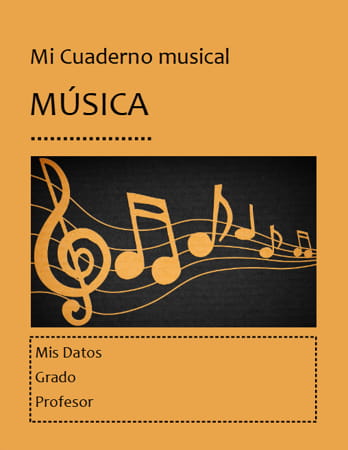 Mi Cuaderno musical
MÚSICA
Mis Datos
Grado
Profesor